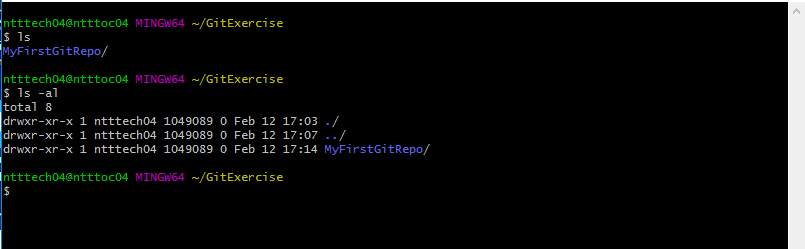 ntttech04@ntttoc04 MINGW64 ~/GitExercise
$ ls
MyFirstGitRepo/
ntttech04@ntttoc04 MINGW64 ~/GitExercise
$ ls -al
total 8
drwxr-xr-x 1 ntttech04 1049089 0 Feb 12 17:03 ./
drwxr-xr-x 1 ntttech04 1049089 0 Feb 12 17:07 ../
drwxr-xr-x 1 ntttech04 1049089 0 Feb 12 17:14 MyFirstGitRepo/
ntttech04@ntttoc04 MINGW64 ~/GitExercise
$